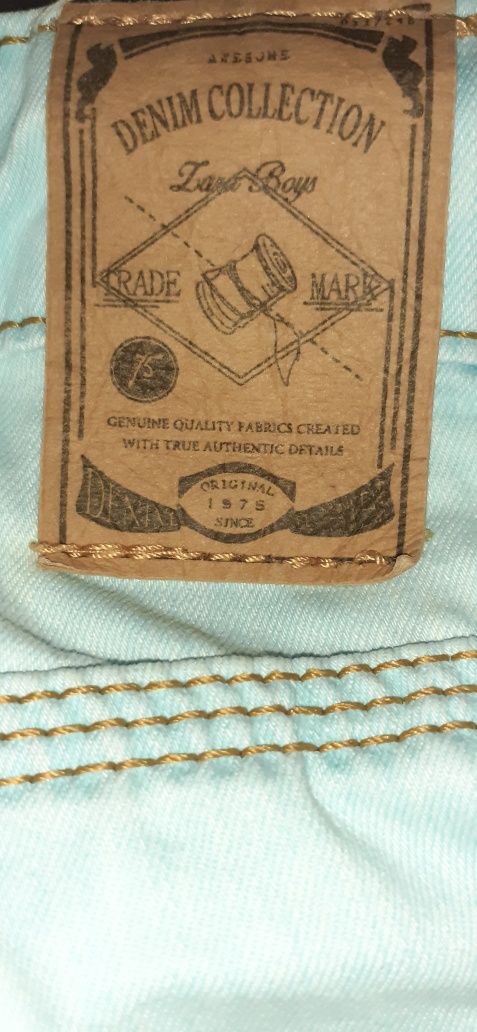 AWESOME
DENIM COLLECTION
Zara Boys
TRADE MARK
75
GENUINE QUALITY FABRICS CREATED
WITH TRUE AUTHENTIC DETAILS
DENIM
ORIGINAL
1975
SINCE